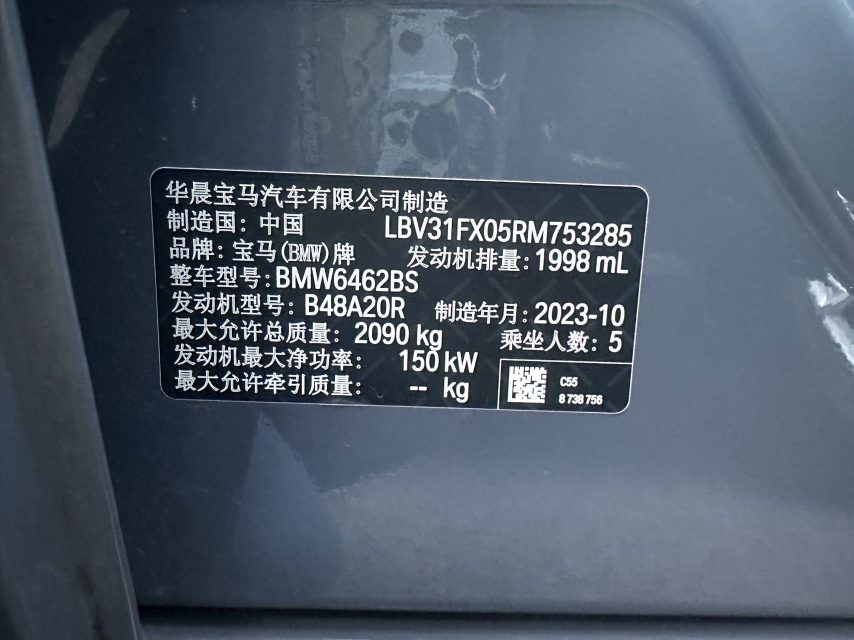 华晨宝马汽车有限公司制造
制造国：中国 LBV31FX05RM753285
品牌：宝马(BMW)牌 发动机排量：1998 mL
整车型号：BMW6462BS
发动机型号：B48A20R 制造年月：2023-10
最大允许总质量：2090 kg 乘坐人数：5
发动机最大净功率：150 kW
最大允许牵引质量：-- kg
C55
8 738 756